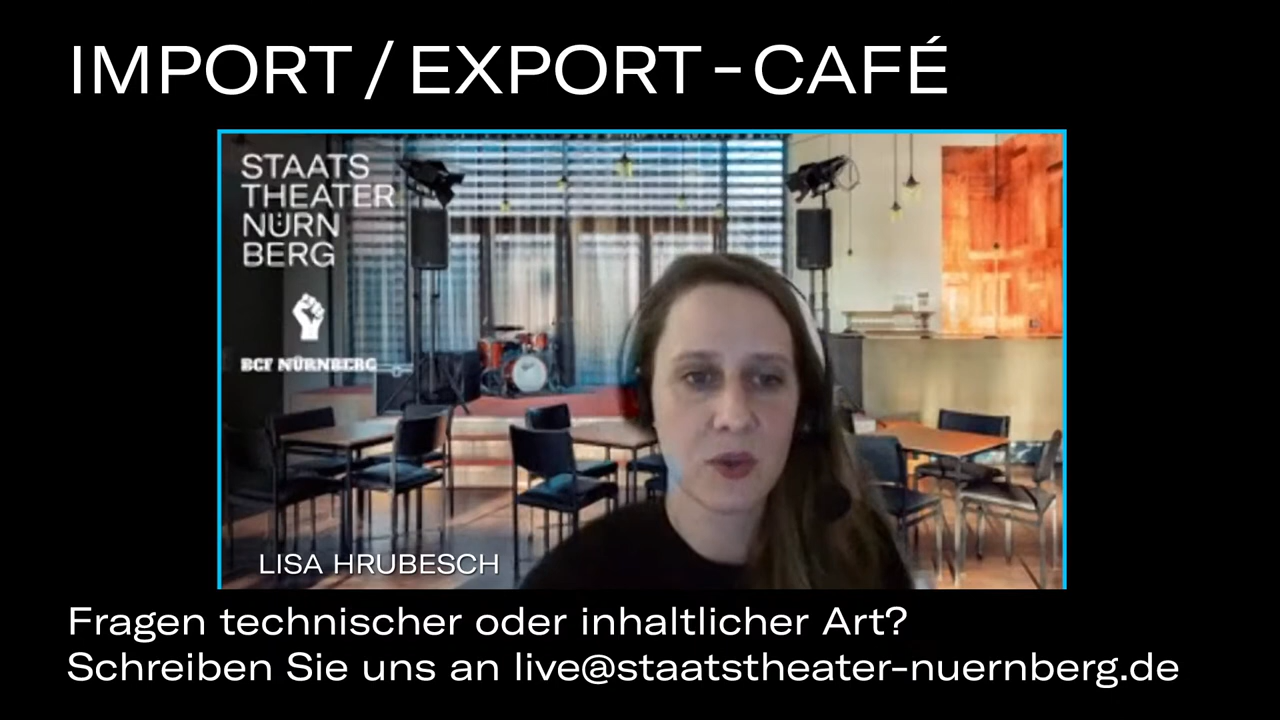 IMPORT / EXPORT - CAFÉ
STAATS
THEATER
NÜRN
BERG
BCF NÜRNBERG
LISA HRUBESCH
Fragen technischer oder inhaltlicher Art?
Schreiben Sie uns an live@staatstheater-nuernberg.de